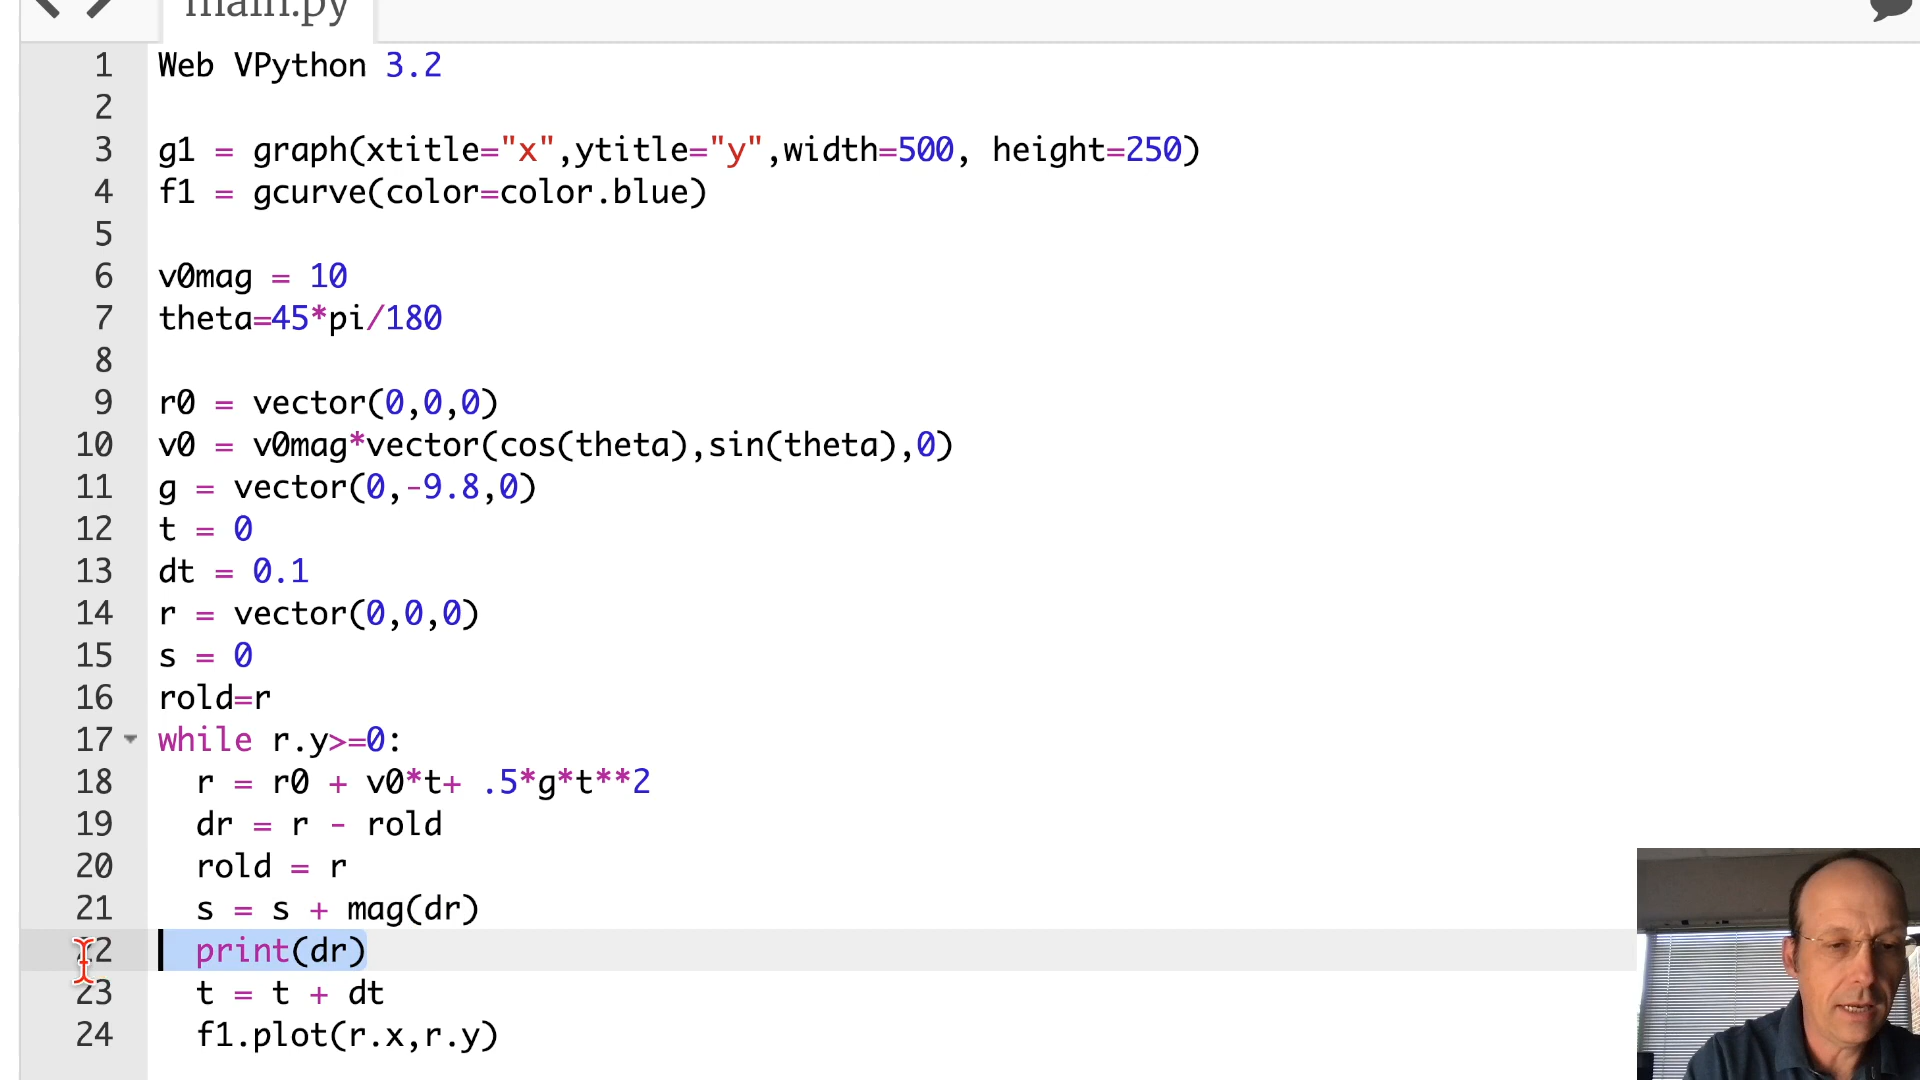 main.py
1 Web VPython 3.2
2
3 g1 = graph(xtitle="x",ytitle="y",width=500, height=250)
4 f1 = gcurve(color=color.blue)
5
6 v0mag = 10
7 theta=45*pi/180
8
9 r0 = vector(0,0,0)
10 v0 = v0mag*vector(cos(theta),sin(theta),0)
11 g = vector(0,-9.8,0)
12 t = 0
13 dt = 0.1
14 r = vector(0,0,0)
15 s = 0
16 rold=r
17 while r.y>=0:
18   r = r0 + v0*t+ .5*g*t**2
19   dr = r - rold
20   rold = r
21   s = s + mag(dr)
22   print(dr)
23   t = t + dt
24   f1.plot(r.x,r.y)